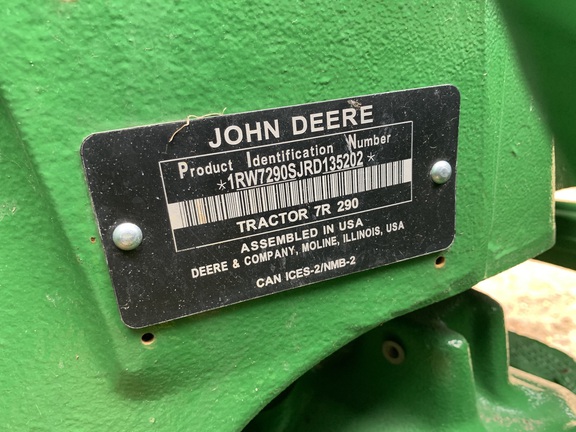 JOHN DEERE
Product Identification Number
*1RW7290SJRD135202*
TRACTOR 7R 290
ASSEMBLED IN USA
DEERE & COMPANY, MOLINE, ILLINOIS, USA
CAN ICES-2/NMB-2